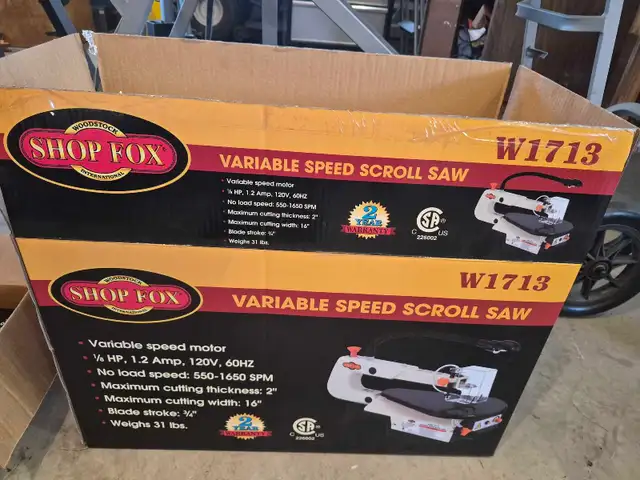 W1713
WOODSTOCK
SHOP FOX
INTERNATIONAL
VARIABLE SPEED SCROLL SAW
• Variable speed motor
• ⅛ HP, 1.2 Amp, 120V, 60HZ
• No load speed: 550-1650 SPM
• Maximum cutting thickness: 2"
• Maximum cutting width: 16"
• Blade stroke: ¾"
• Weighs 31 lbs.
2
YEAR
WARRANTY
SA
C US
226002
W1713
WOODSTOCK
SHOP FOX
INTERNATIONAL
VARIABLE SPEED SCROLL SAW
• Variable speed motor
• ⅛ HP, 1.2 Amp, 120V, 60HZ
• No load speed: 550-1650 SPM
• Maximum cutting thickness: 2"
• Maximum cutting width: 16"
• Blade stroke: ¾"
• Weighs 31 lbs.
2
YEAR
WARRANTY
SA
C US
226002